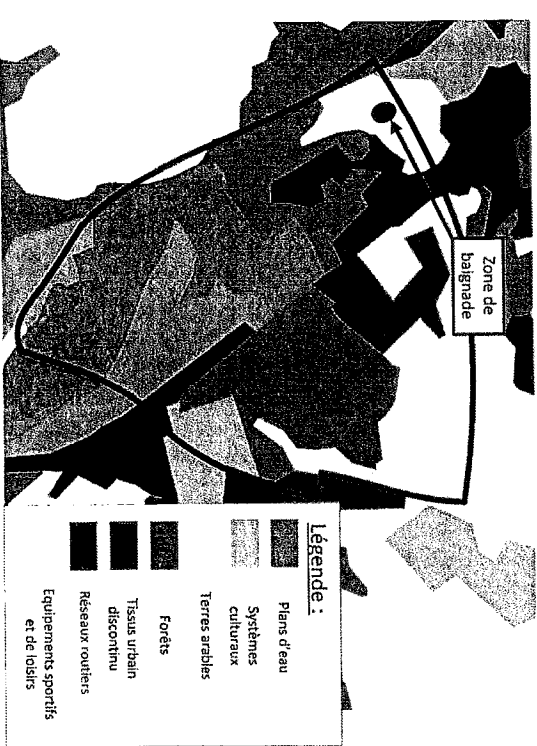 Zone de
baignade
Légende :
Plans d'eau
Systèmes
culturaux
Terres arables
Forêts
Tissus urbain
discontinu
Réseaux routiers
Equipements sportifs
et de loisirs